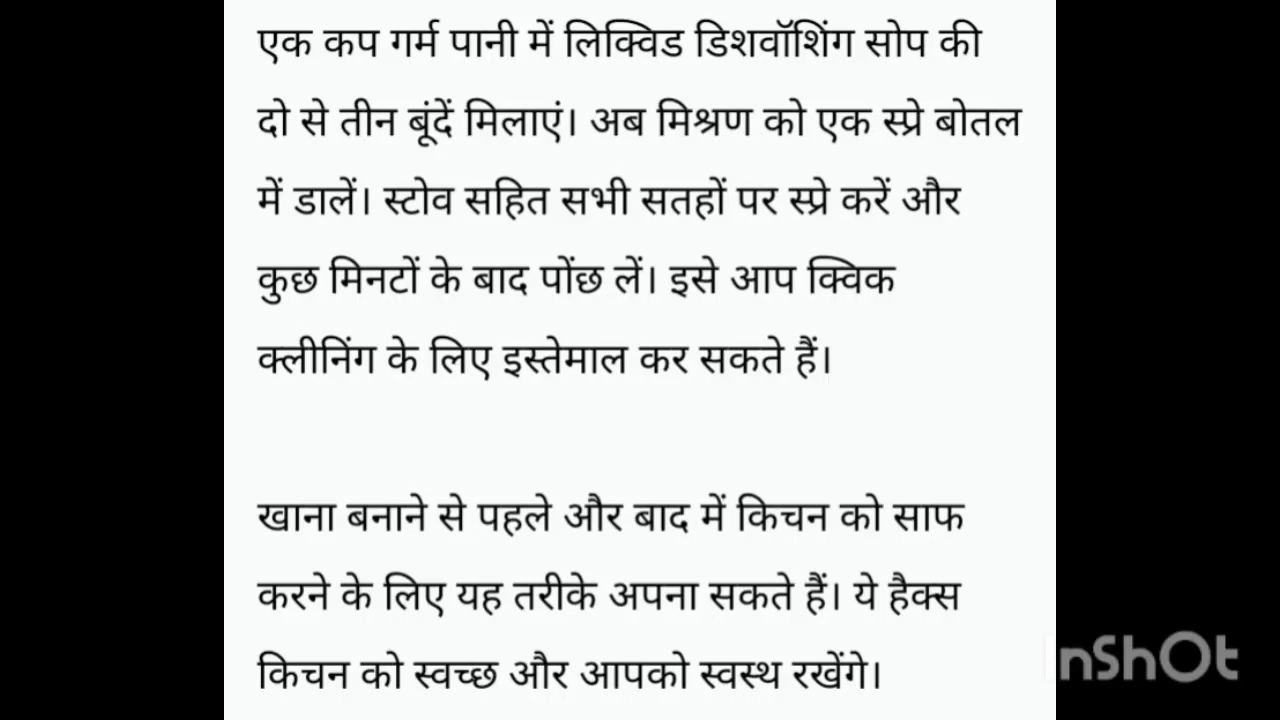 एक कप गर्म पानी में लिक्विड डिशवॉशिंग सोप की
दो से तीन बूंदें मिलाएं। अब मिश्रण को एक स्प्रे बोतल
में डालें। स्टोव सहित सभी सतहों पर स्प्रे करें और
कुछ मिनटों के बाद पोंछ लें। इसे आप क्विक
क्लीनिंग के लिए इस्तेमाल कर सकते हैं।
खाना बनाने से पहले और बाद में किचन को साफ
करने के लिए यह तरीके अपना सकते हैं। ये हैक्स
किचन को स्वच्छ और आपको स्वस्थ रखेंगे।
InShOt